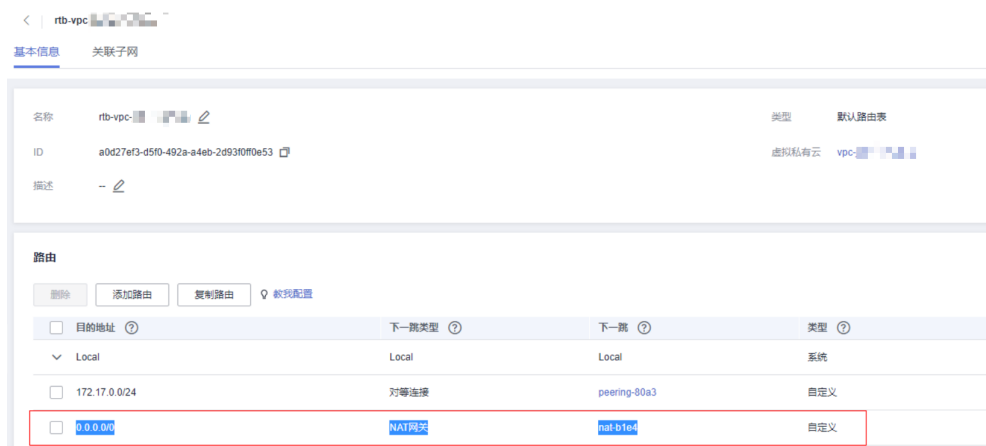 rtb-vpc
基本信息 关联子网
名称 rtb-vpc- 类型 默认路由表
ID a0d27ef3-d5f0-492a-a4eb-2d93f0ff0e53 虚拟私有云 vpc-
描述 --
路由
删除 添加路由 复制路由 教我配置
目的地址 下一跳类型 下一跳 类型
Local Local Local 系统
172.17.0.0/24 对等连接 peering-80a3 自定义
0.0.0.0/0 NAT网关 nat-b1e4 自定义